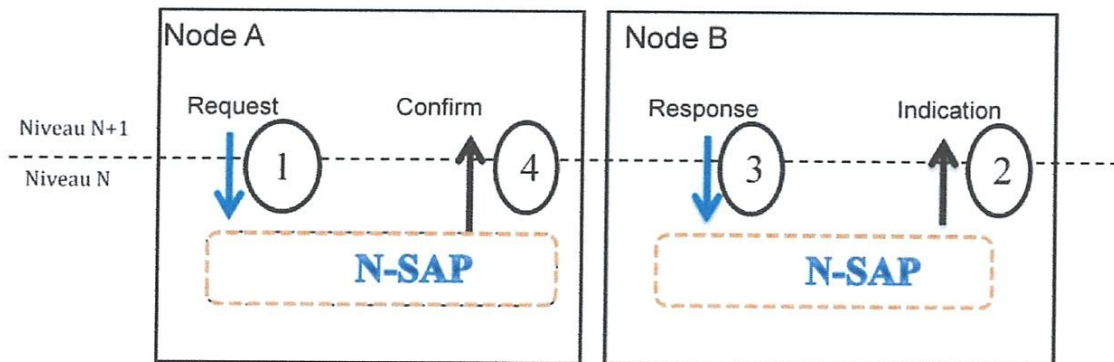 Node A
Node B
Request
Confirm
Response
Indication
Niveau N+1
1
4
3
2
Niveau N
N-SAP
N-SAP